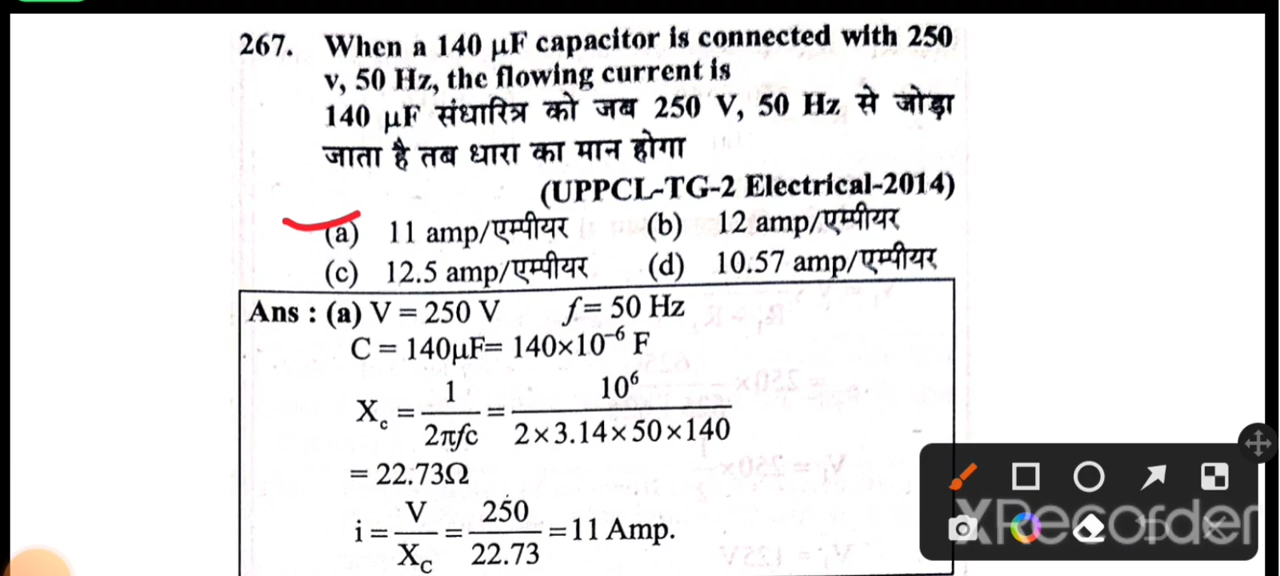 267. When a 140 μF capacitor is connected with 250
v, 50 Hz, the flowing current is
140 μF संधारित्र को जब 250 V, 50 Hz से जोड़ा
जाता है तब धारा का मान होगा
(UPPCL-TG-2 Electrical-2014)
(a) 11 amp/एम्पीयर (b) 12 amp/एम्पीयर
(c) 12.5 amp/एम्पीयर (d) 10.57 amp/एम्पीयर
Ans : (a) V = 250 V f = 50 Hz
C = 140μF= 140×10⁻⁶ F
X꜀ = 1/2πfc = 10⁶/2×3.14×50×140
= 22.73Ω
i = V/X_C = 250/22.73 = 11 Amp.
XRecorder